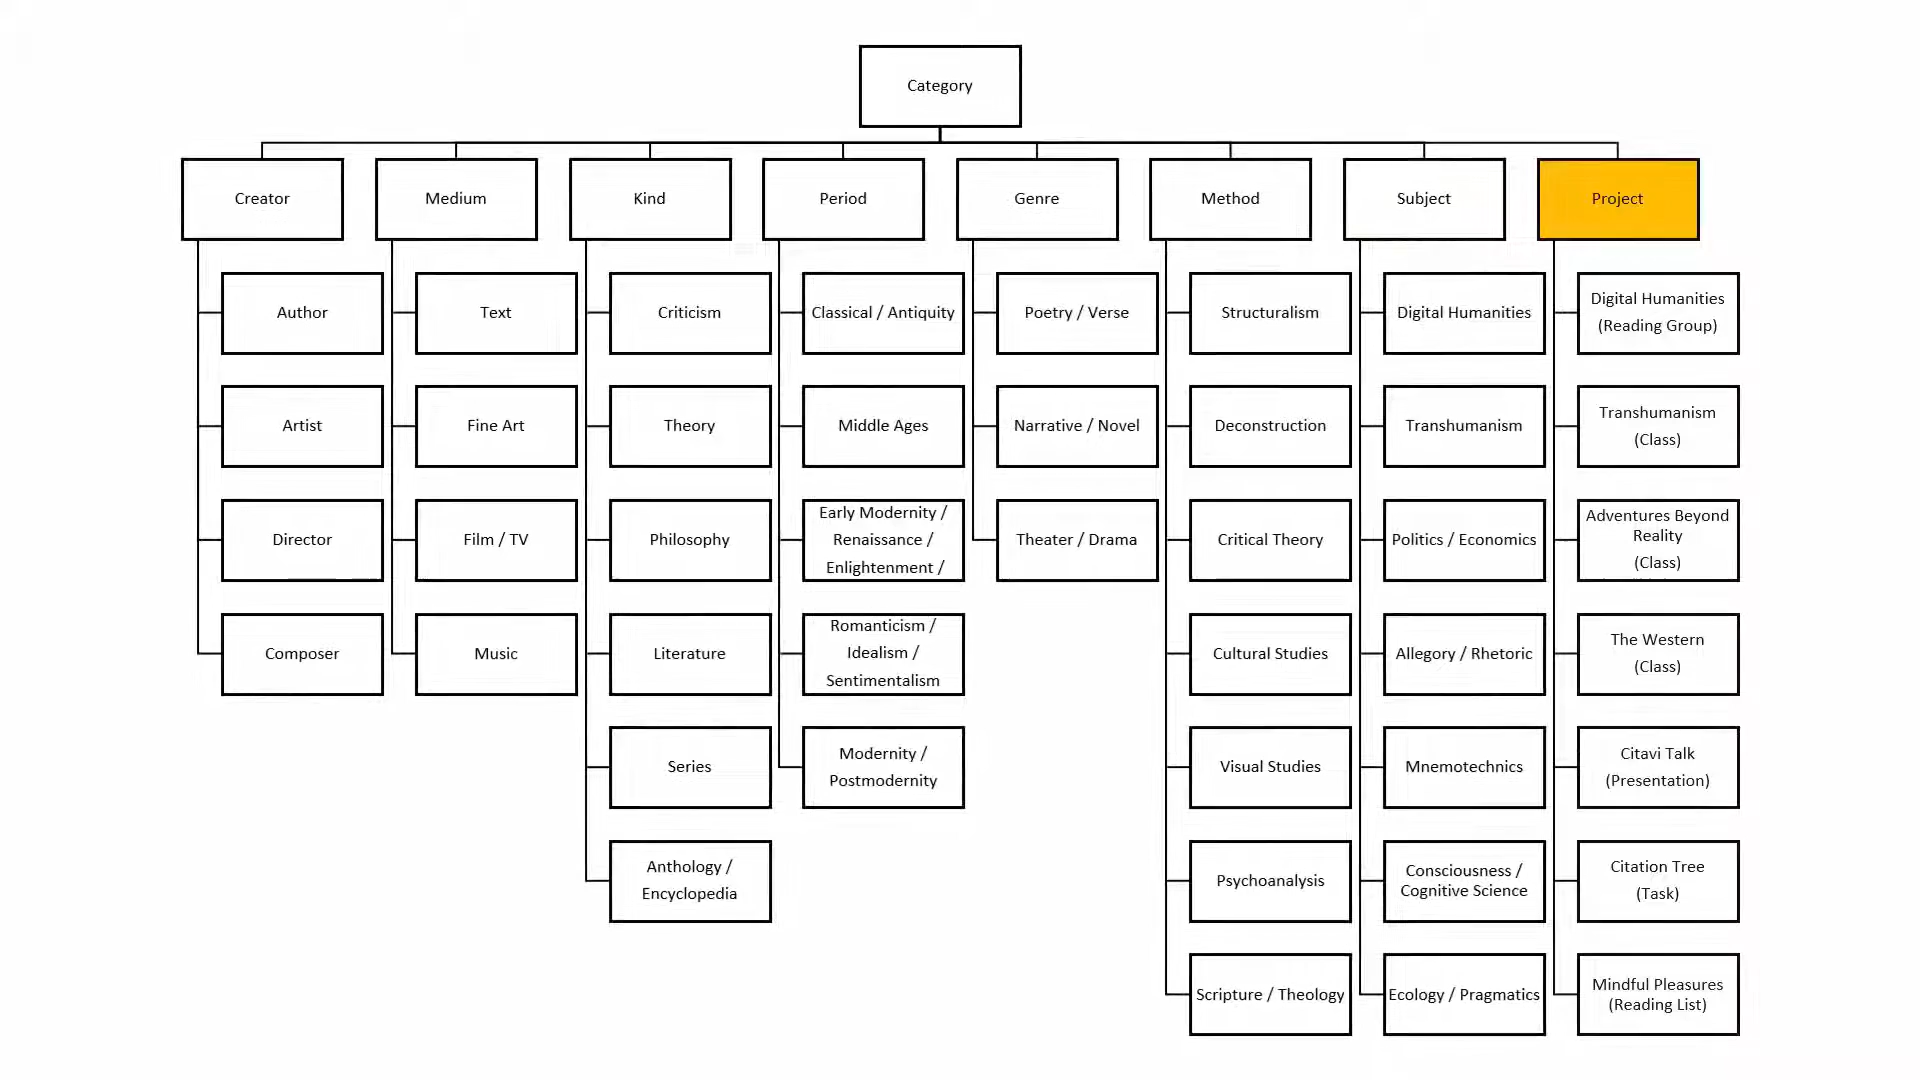 Category
Creator
Medium
Kind
Period
Genre
Method
Subject
Project
Author
Artist
Director
Composer
Text
Fine Art
Film / TV
Music
Criticism
Theory
Philosophy
Literature
Series
Anthology /
Encyclopedia
Classical / Antiquity
Middle Ages
Early Modernity /
Renaissance /
Enlightenment /
Romanticism /
Idealism /
Sentimentalism
Modernity /
Postmodernity
Poetry / Verse
Narrative / Novel
Theater / Drama
Structuralism
Deconstruction
Critical Theory
Cultural Studies
Visual Studies
Psychoanalysis
Scripture / Theology
Digital Humanities
Transhumanism
Politics / Economics
Allegory / Rhetoric
Mnemotechnics
Consciousness /
Cognitive Science
Ecology / Pragmatics
Digital Humanities
(Reading Group)
Transhumanism
(Class)
Adventures Beyond
Reality
(Class)
The Western
(Class)
Citavi Talk
(Presentation)
Citation Tree
(Task)
Mindful Pleasures
(Reading List)